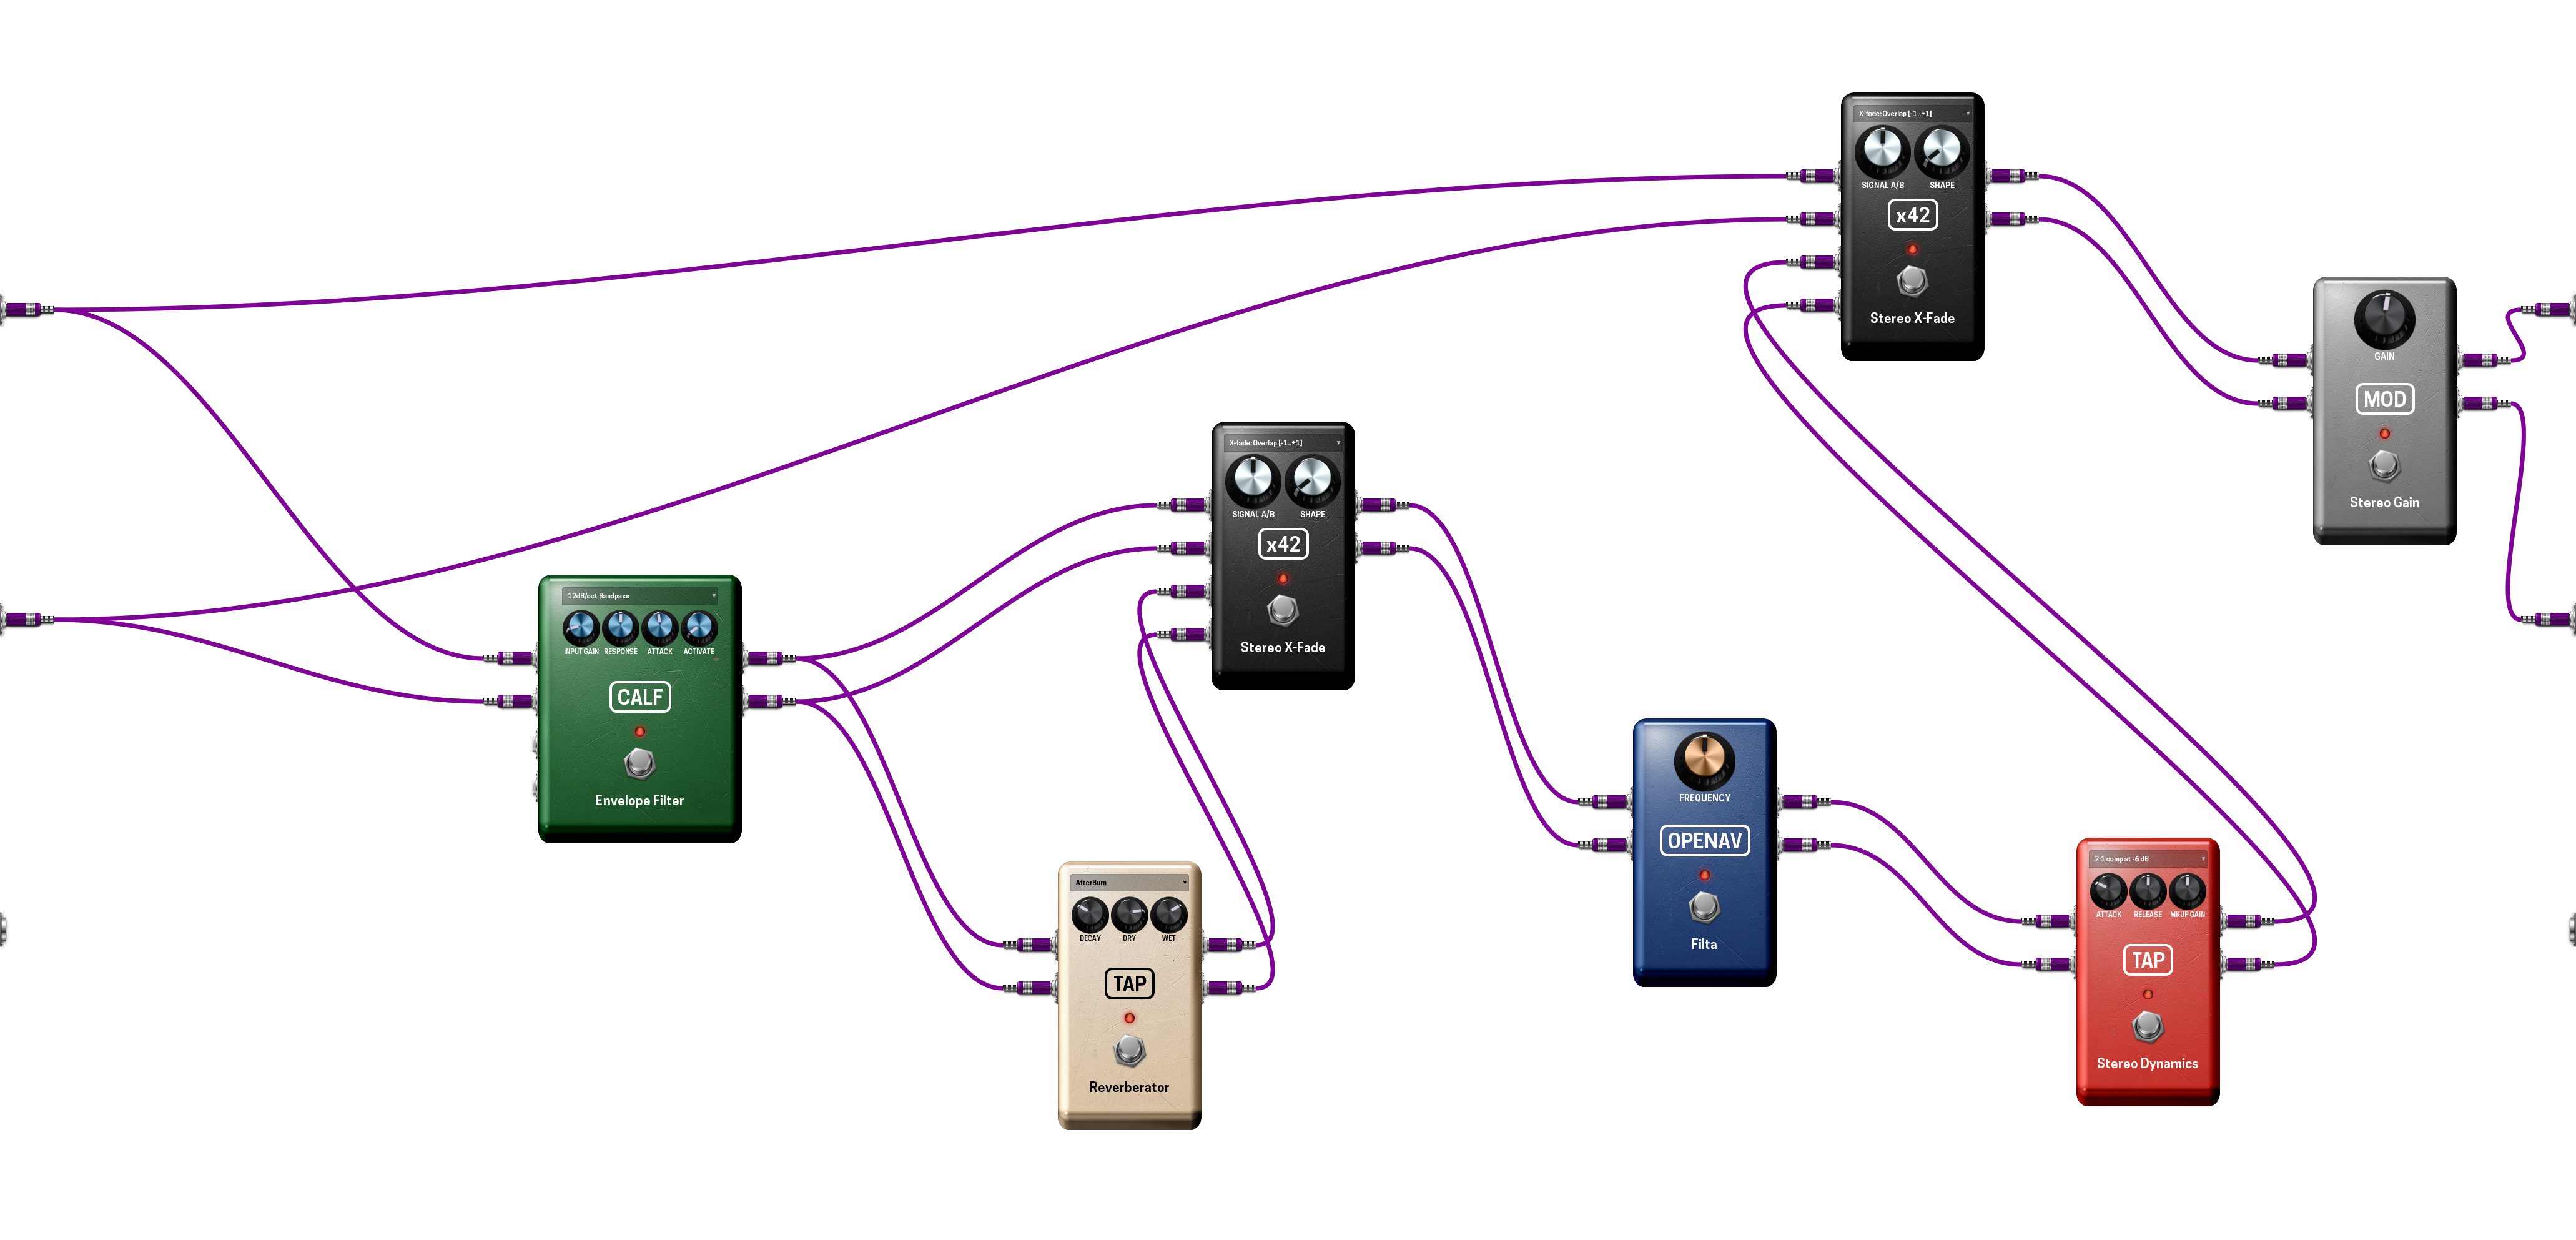 X-fade: Overlap [-1..+1]
SIGNAL A/B SHAPE
x42
Stereo X-Fade
GAIN
MOD
Stereo Gain
X-fade: Overlap [-1..+1]
SIGNAL A/B SHAPE
x42
Stereo X-Fade
12dB/oct Bandpass
INPUT GAIN RESPONSE ATTACK ACTIVATE
CALF
Envelope Filter
FREQUENCY
OPENAV
Filta
AfterBurn
DECAY DRY WET
TAP
Reverberator
2:1 comp at -6 dB
ATTACK RELEASE MKUP GAIN
TAP
Stereo Dynamics